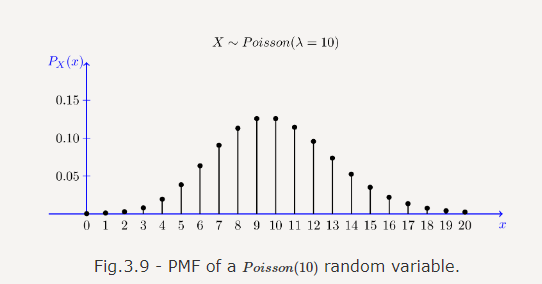 X ∼ Poisson(λ = 10)
P_X(x)
0.15
0.10
0.05
0 1 2 3 4 5 6 7 8 9 10 11 12 13 14 15 16 17 18 19 20 x
Fig.3.9 - PMF of a Poisson(10) random variable.